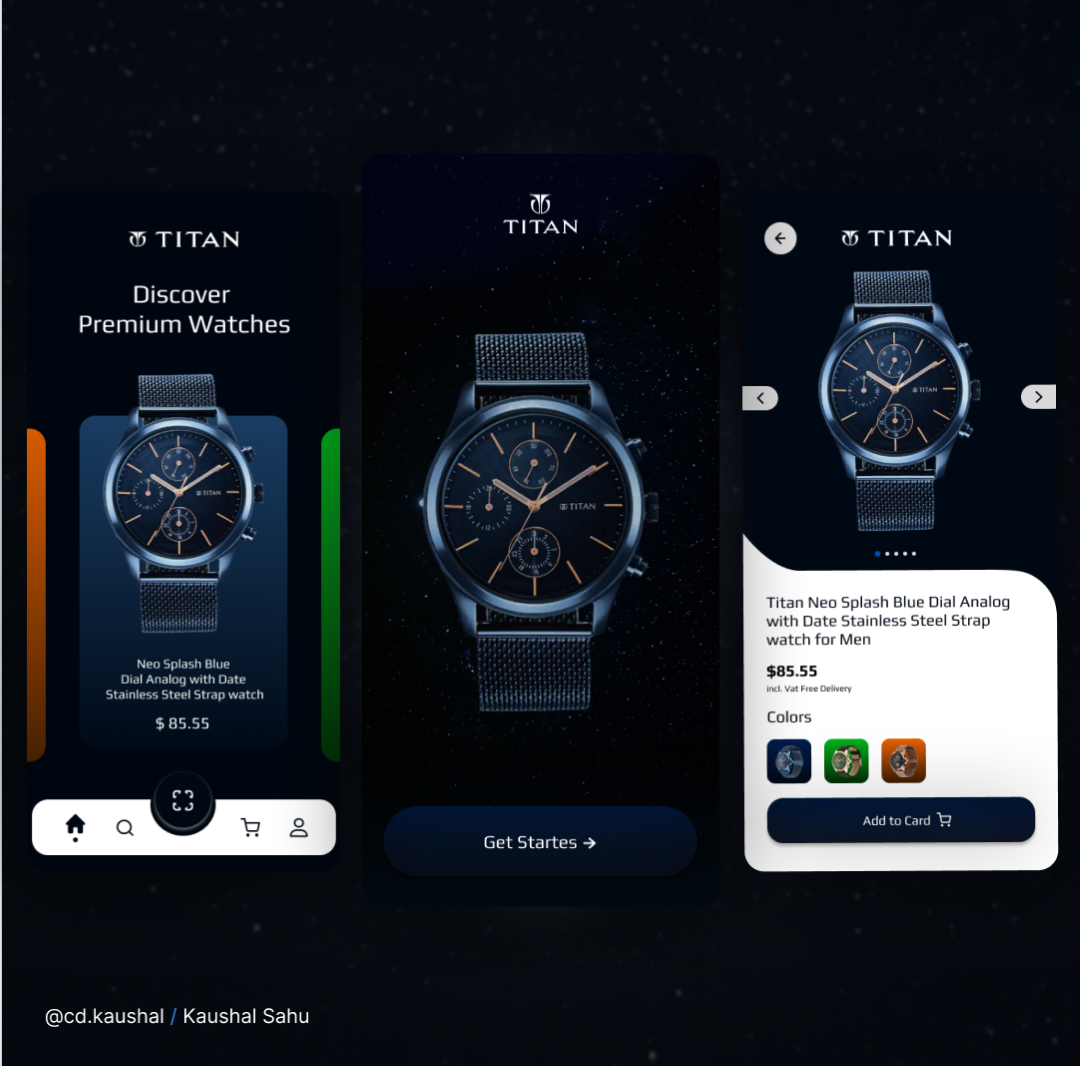 TITAN
Discover
Premium Watches
TITAN
Neo Splash Blue
Dial Analog with Date
Stainless Steel Strap watch
$ 85.55
TITAN
TITAN
Get Startes →
TITAN
TITAN
Titan Neo Splash Blue Dial Analog
with Date Stainless Steel Strap
watch for Men
$85.55
incl. Vat Free Delivery
Colors
Add to Card
@cd.kaushal / Kaushal Sahu